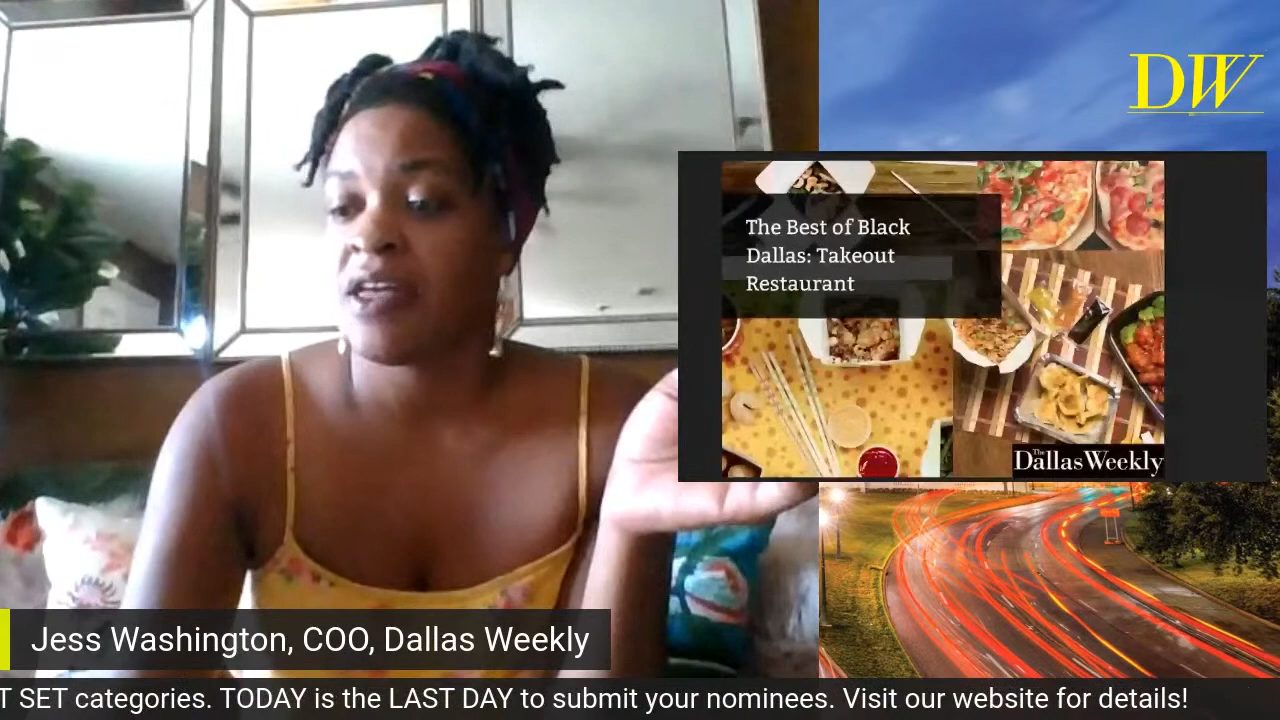 DW
The Best of Black
Dallas: Takeout
Restaurant
The Dallas Weekly
Jess Washington, COO, Dallas Weekly
T SET categories. TODAY is the LAST DAY to submit your nominees. Visit our website for details!